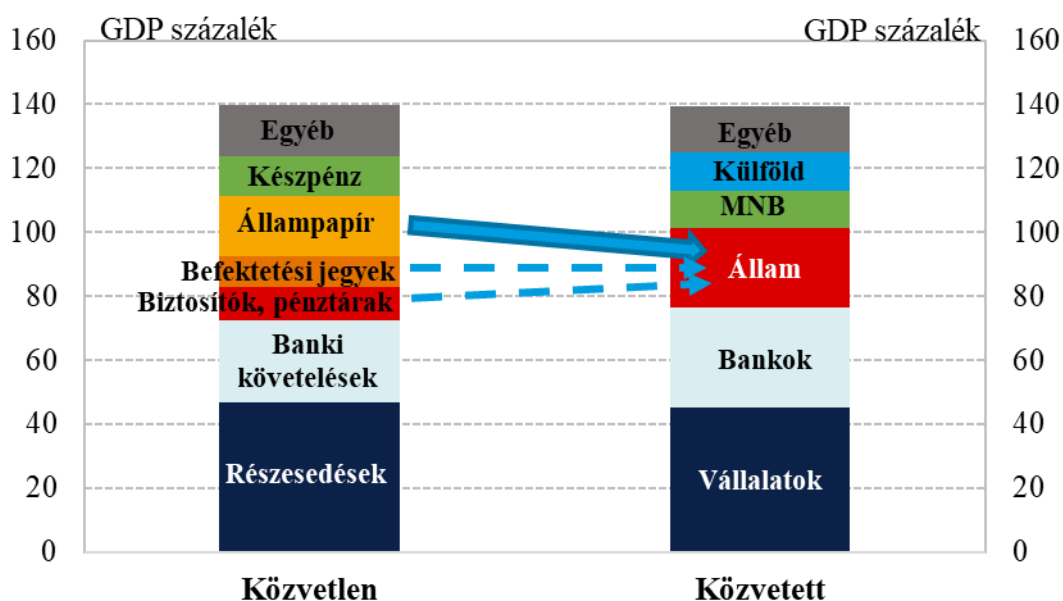 GDP százalék
GDP százalék
160
140
120
100
80
60
40
20
0
Egyéb
Készpénz
Állampapír
Befektetési jegyek
Biztosítók, pénztárak
Banki
követelések
Részesedések
Egyéb
Külföld
MNB
Állam
Bankok
Vállalatok
160
140
120
100
80
60
40
20
0
Közvetlen
Közvetett